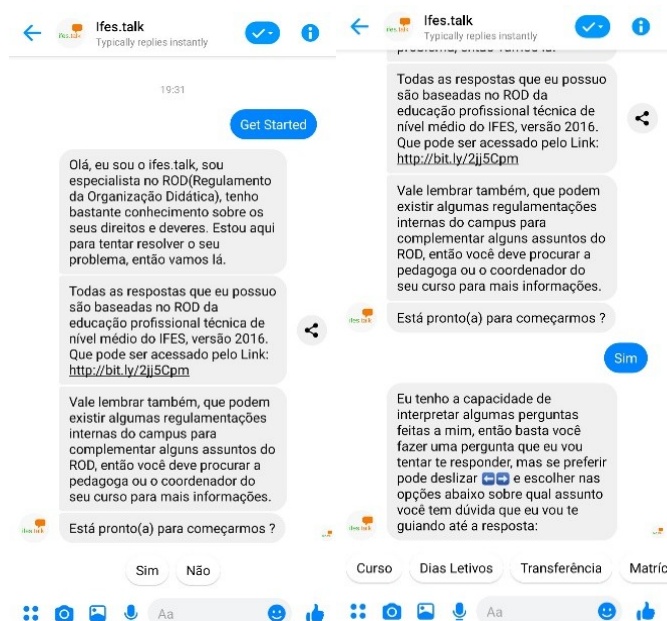 Ifes.talk
Typically replies instantly
19:31
Get Started
Olá, eu sou o ifes.talk, sou
especialista no ROD(Regulamento
da Organização Didática), tenho
bastante conhecimento sobre os
seus direitos e deveres. Estou aqui
para tentar resolver o seu
problema, então vamos lá.
Todas as respostas que eu possuo
são baseadas no ROD da
educação profissional técnica de
nível médio do IFES, versão 2016.
Que pode ser acessado pelo Link:
http://bit.ly/2jj5Cpm
Vale lembrar também, que podem
existir algumas regulamentações
internas do campus para
complementar alguns assuntos do
ROD, então você deve procurar a
pedagoga ou o coordenador do
seu curso para mais informações.
Está pronto(a) para começarmos ?
Sim Não
Aa
Ifes.talk
Typically replies instantly
problema, então vamos lá.
Todas as respostas que eu possuo
são baseadas no ROD da
educação profissional técnica de
nível médio do IFES, versão 2016.
Que pode ser acessado pelo Link:
http://bit.ly/2jj5Cpm
Vale lembrar também, que podem
existir algumas regulamentações
internas do campus para
complementar alguns assuntos do
ROD, então você deve procurar a
pedagoga ou o coordenador do
seu curso para mais informações.
Está pronto(a) para começarmos ?
Sim
Eu tenho a capacidade de
interpretar algumas perguntas
feitas a mim, então basta você
fazer uma pergunta que eu vou
tentar te responder, mas se preferir
pode deslizar ⬅️➡️ e escolher nas
opções abaixo sobre qual assunto
você tem dúvida que eu vou te
guiando até a resposta:
Curso Dias Letivos Transferência Matríc
Aa